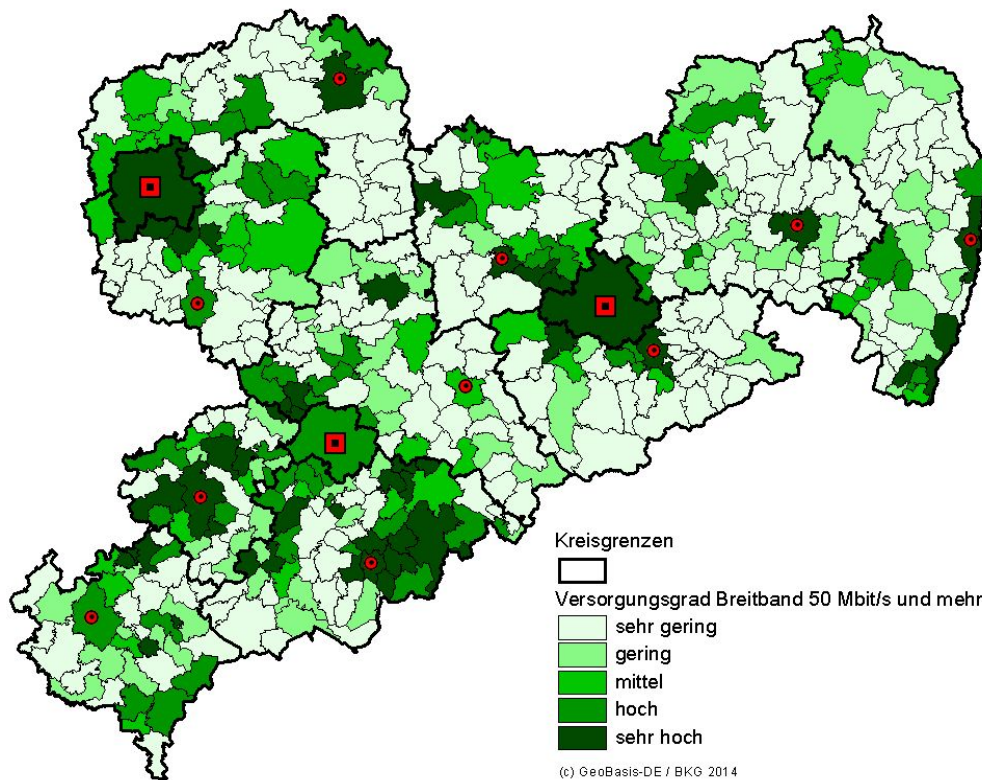 Kreisgrenzen
Versorgungsgrad Breitband 50 Mbit/s und mehr
sehr gering
gering
mittel
hoch
sehr hoch
(c) GeoBasis-DE / BKG 2014